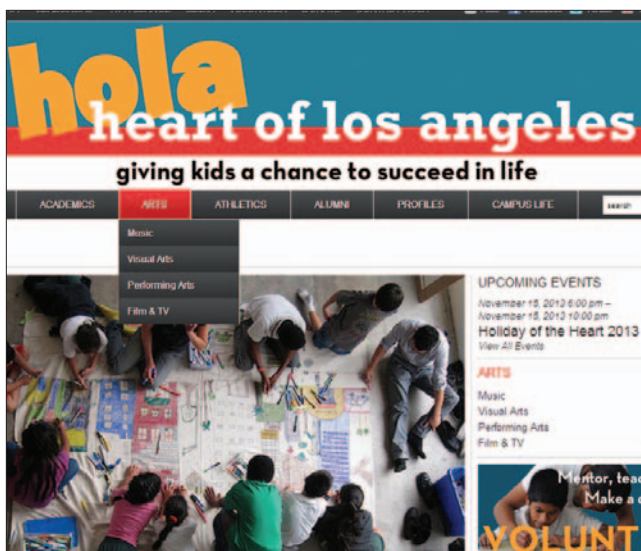 hola
heart of los angeles
giving kids a chance to succeed in life
ACADEMICS ARTS ATHLETICS ALUMNI PROFILES CAMPUS LIFE search
Music
Visual Arts
Performing Arts
Film & TV
UPCOMING EVENTS
November 15, 2013 6:00 pm –
November 15, 2013 10:00 pm
Holiday of the Heart 2013
View All Events
ARTS
Music
Visual Arts
Performing Arts
Film & TV
Mentor, teac
Make a d
VOLUNT